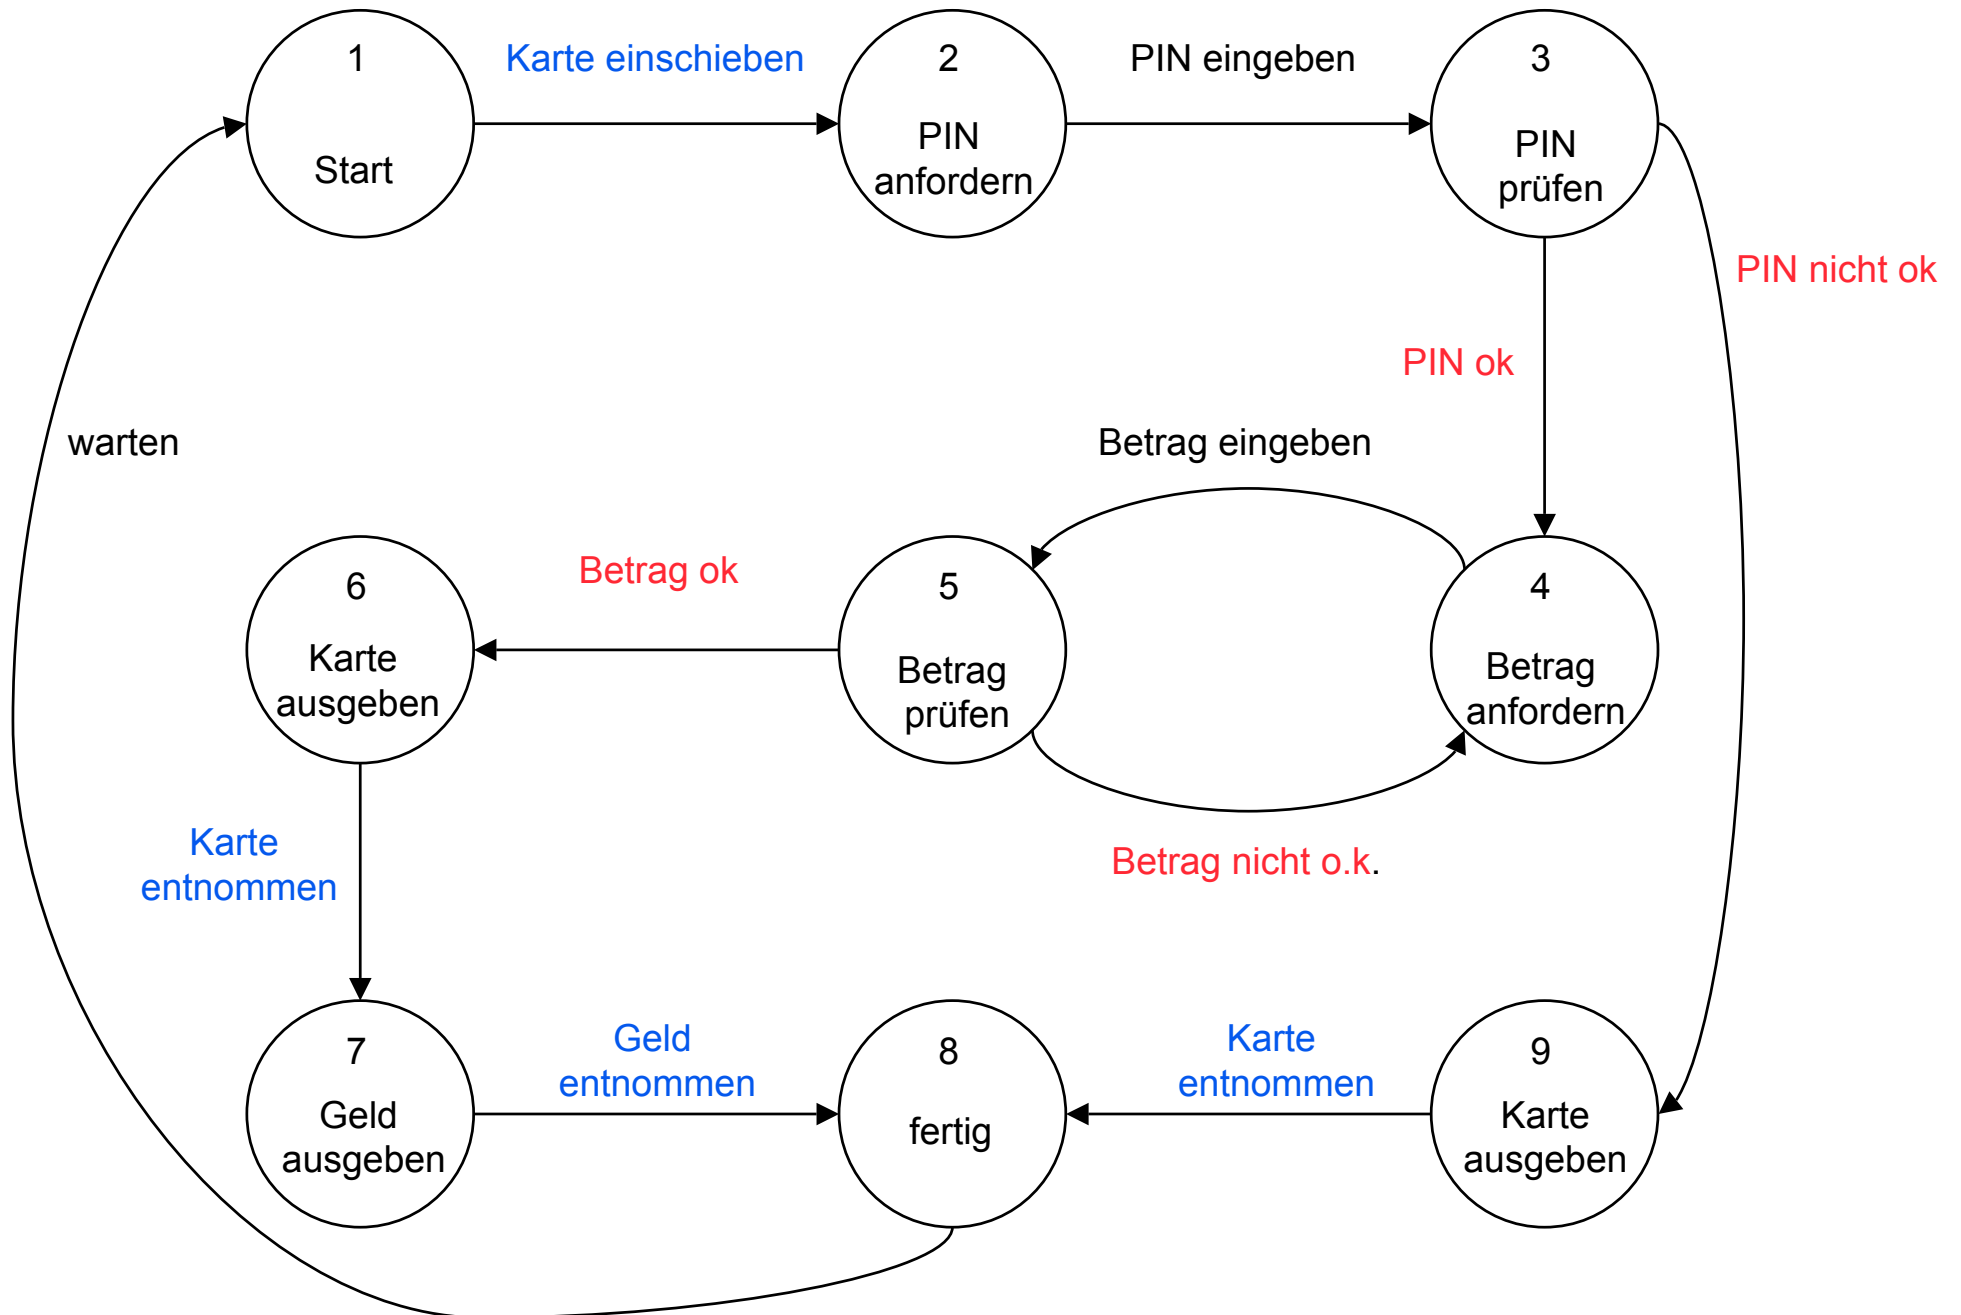 1
Karte einschieben
2
PIN eingeben
3
Start
PIN
anfordern
PIN
prüfen
PIN nicht ok
PIN ok
warten
Betrag eingeben
6
Betrag ok
5
4
Karte
ausgeben
Betrag
prüfen
Betrag
anfordern
Karte
entnommen
Betrag nicht o.k.
7
Geld
entnommen
8
Karte
entnommen
9
Geld
ausgeben
fertig
Karte
ausgeben